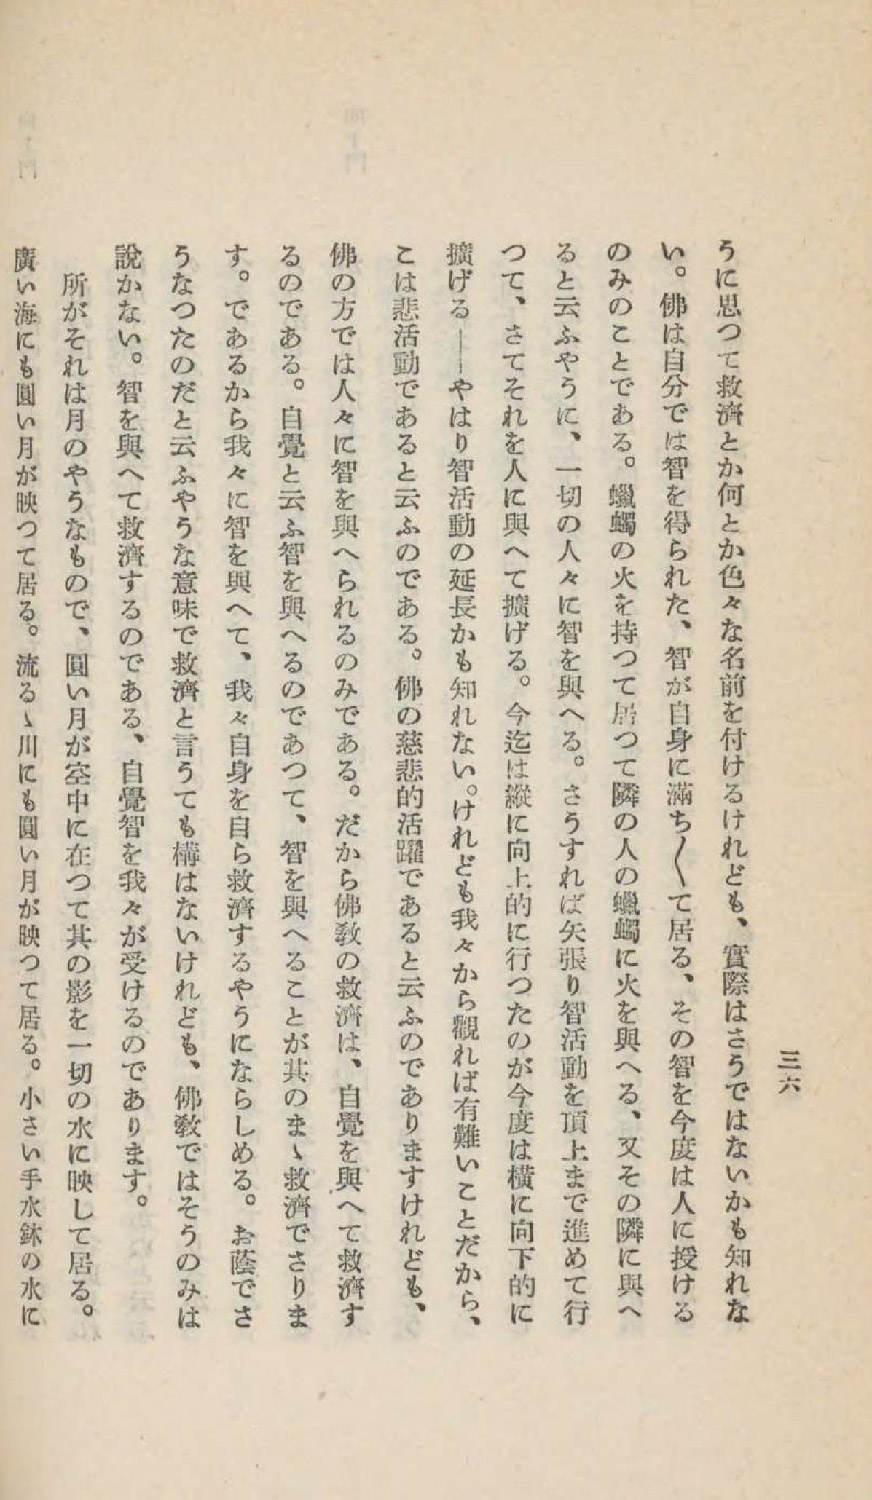 三六
うに思つて救濟とか何とか色々な名前を付けるけれども、實際はさうではないかも知れな
い。佛は自分では智を得られた、智が自身に滿ち〳〵て居る、その智を今度は人に授ける
のみのことである。蠟蠋の火を持つて居つて隣の人の蠟蠋に火を與へる、又その隣に與へ
ると云ふやうに、一切の人々に智を與へる。さうすれば矢張り智活動を頂上まで進めて行
つて、さてそれを人に與へて擴げる。今迄は縱に向上的に行つたのが今度は橫に向下的に
擴げる──やはり智活動の延長かも知れない。けれども我々から觀れば有難いことだから、
こは悲活動であると云ふのである。佛の慈悲的活躍であると云ふのでありますけれども、
佛の方では人々に智を與へられるのみである。だから佛敎の救濟は、自覺を與へて救濟す
るのである。自覺と云ふ智を與へるのであつて、智を與へることが其のまゝ救濟でさりま
す。であるから我々に智を與へて、我々自身を自ら救濟するやうにならしめる。お蔭でさ
うなつたのだと云ふやうな意味で救濟と言うても構はないけれども、佛敎ではそうのみは
說かない。智を與へて救濟するのである、自覺智を我々が受けるのであります。
所がそれは月のやうなもので、圓い月が空中に在つて其の影を一切の水に映して居る。
廣い海にも圓い月が映つて居る。流るゝ川にも圓い月が映つて居る。小さい手水鉢の水に